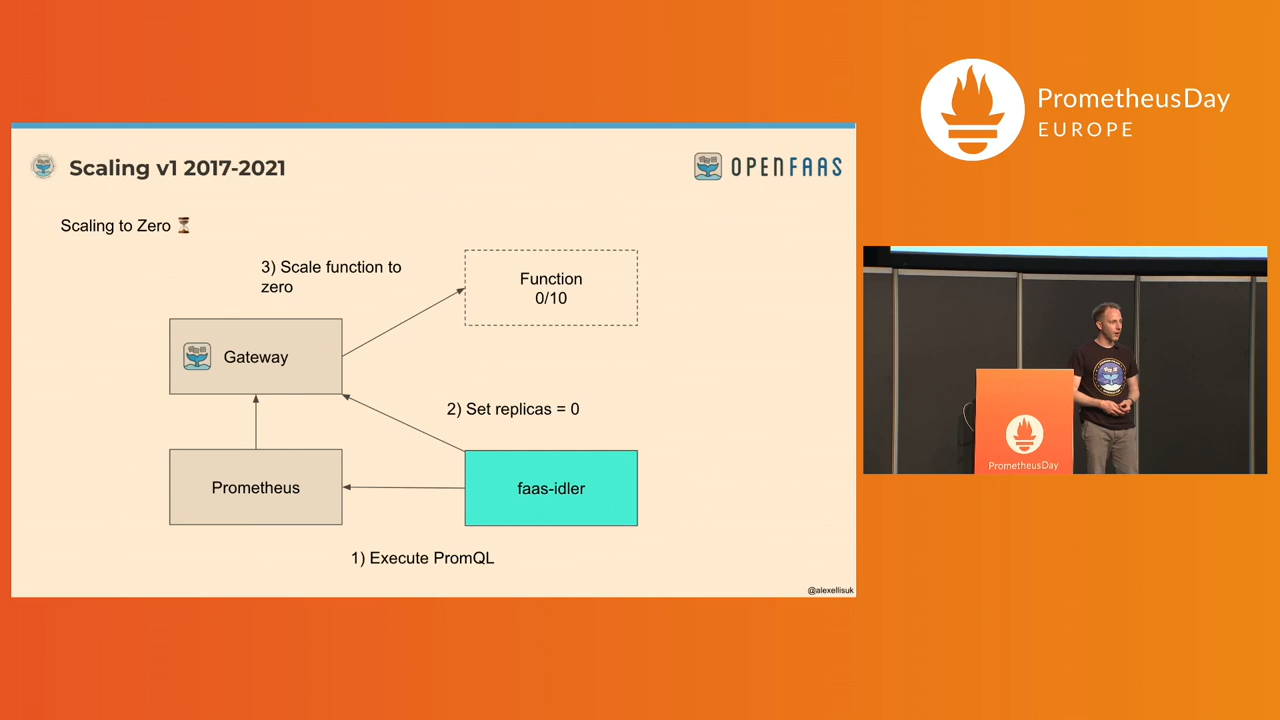 PrometheusDay
EUROPE
Scaling v1 2017-2021
OPENFAAS
Scaling to Zero ⏳
3) Scale function to
zero
Function
0/10
Gateway
2) Set replicas = 0
Prometheus
faas-idler
1) Execute PromQL
@alexellisuk
PrometheusDay